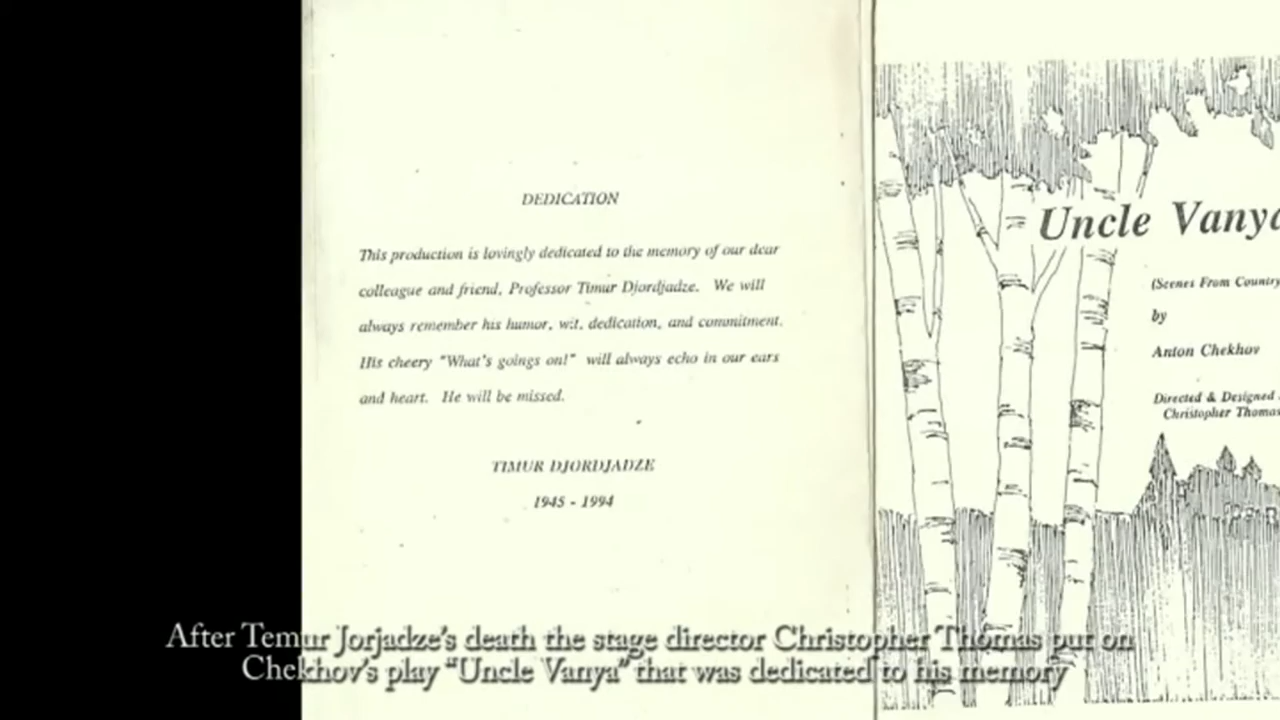 DEDICATION
This production is lovingly dedicated to the memory of our dear
colleague and friend, Professor Timur Djordjadze. We will
always remember his humor, wit, dedication, and commitment.
His cheery "What's goings on!" will always echo in our ears
and heart. He will be missed.
TIMUR DJORDJADZE
1945 - 1994
Uncle Vanya
(Scenes From Country
by
Anton Chekhov
Directed & Designed
Christopher Thomas
After Temur Jorjadze's death the stage director Christopher Thomas put on
Chekhov's play "Uncle Vanya" that was dedicated to his memory